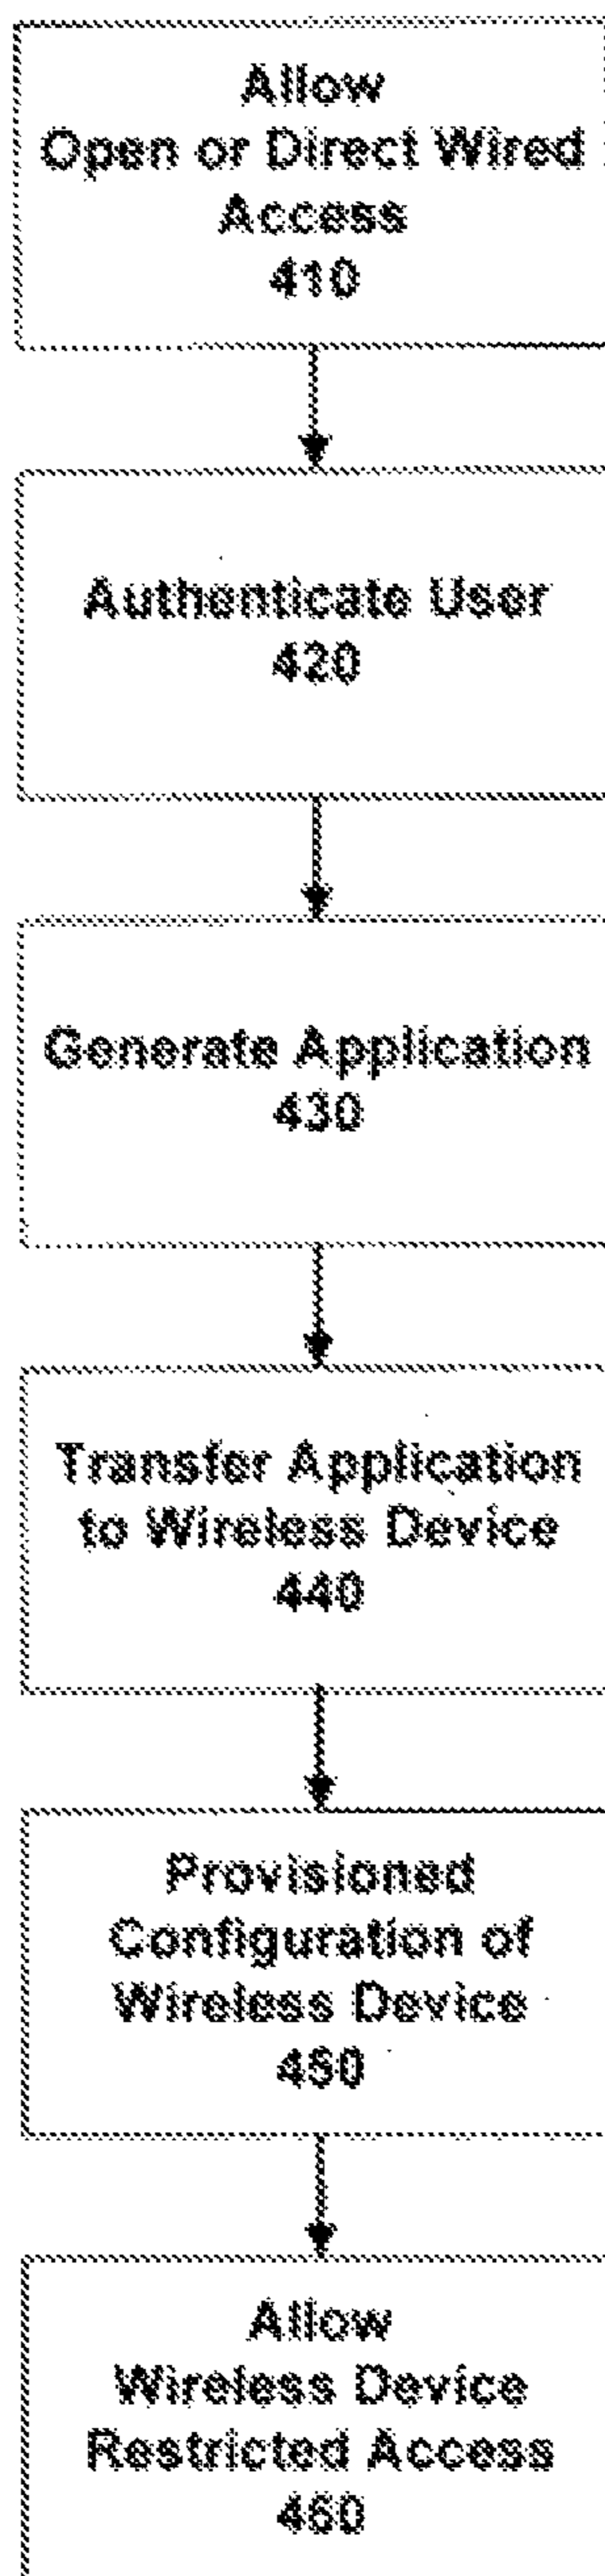 Allow
Open or Direct Wired
Access
410
Authenticate User
420
Generate Application
430
Transfer Application
to Wireless Device
440
Provisioned
Configuration of
Wireless Device
450
Allow
Wireless Device
Restricted Access
460